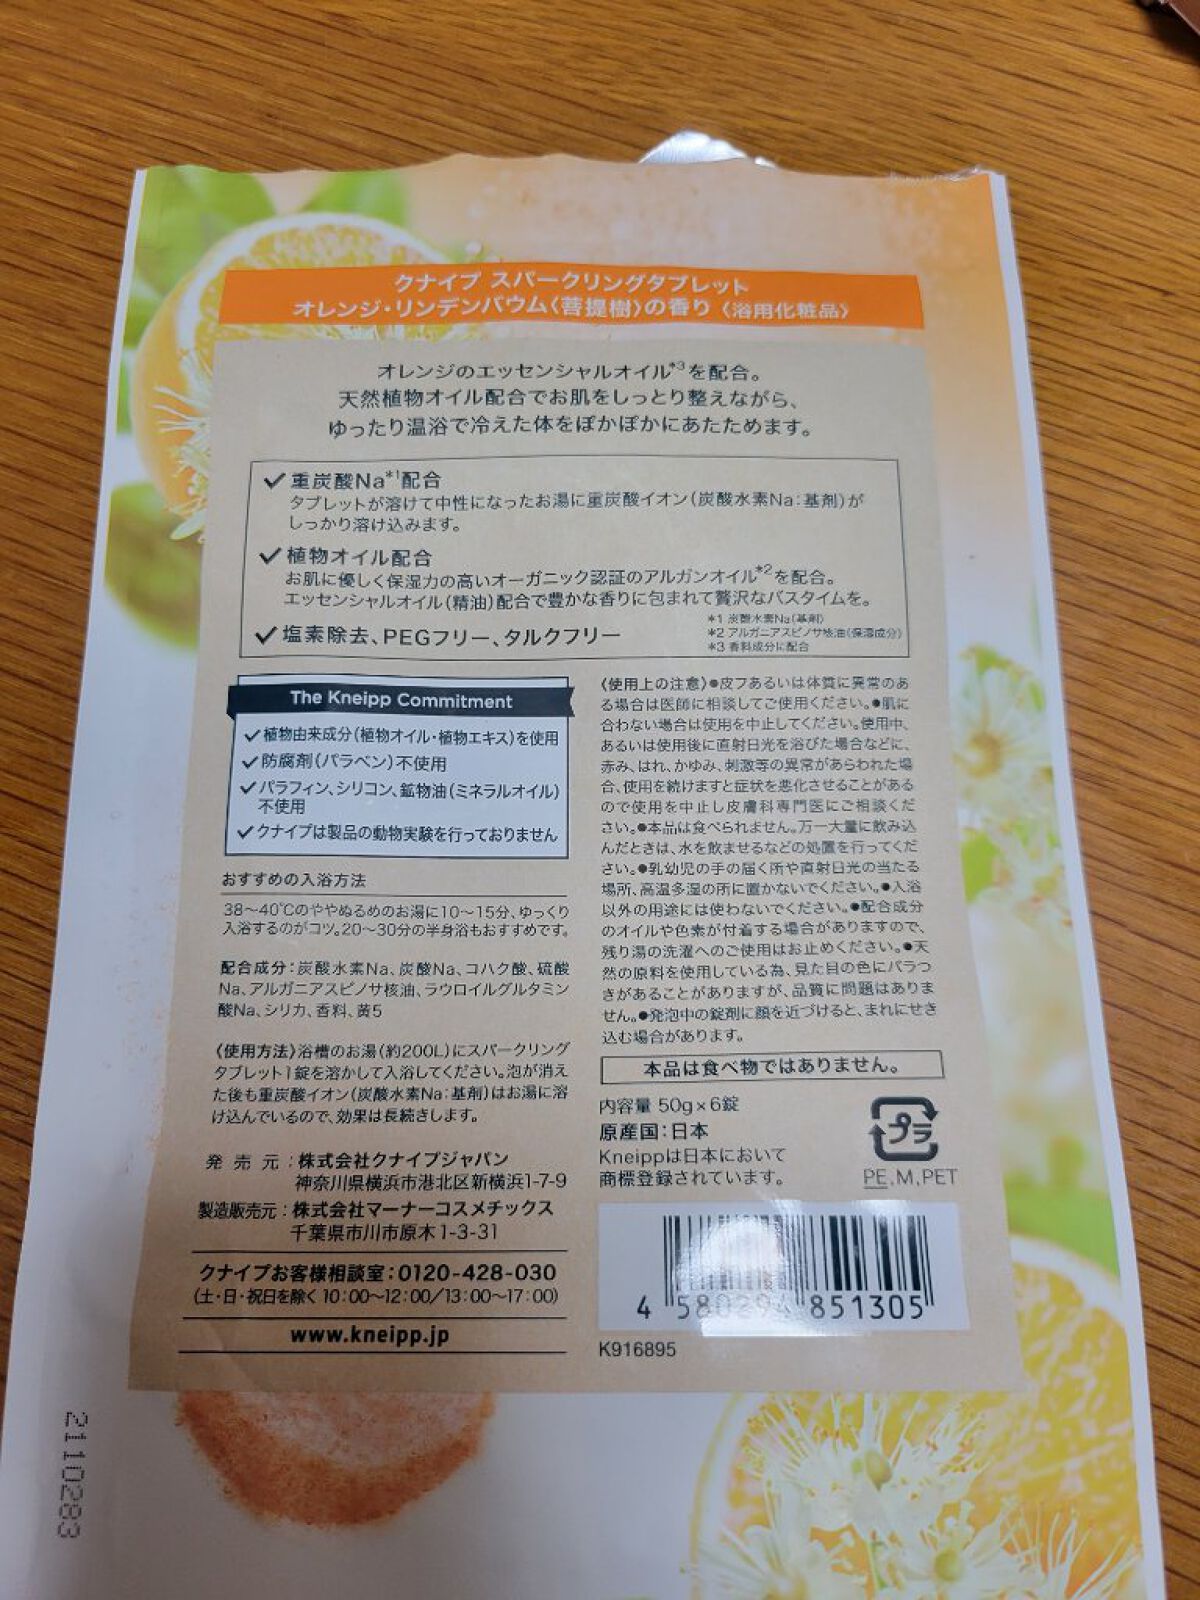 クナイプ スパークリングタブレット
オレンジ・リンデンバウム〈菩提樹〉の香り〈浴用化粧品〉
オレンジのエッセンシャルオイル*3を配合。
天然植物オイル配合でお肌をしっとり整えながら、
ゆったり温浴で冷えた体をぽかぽかにあたためます。
✓重炭酸Na*1配合
タブレットが溶けて中性になったお湯に重炭酸イオン(炭酸水素Na:基剤)が
しっかり溶け込みます。
✓植物オイル配合
お肌に優しく保湿力の高いオーガニック認証のアルガンオイル*2を配合。
エッセンシャルオイル(精油)配合で豊かな香りに包まれて贅沢なバスタイムを。
✓塩素除去、PEGフリー、タルクフリー
*1 炭酸水素Na(基剤)
*2 アルガニアスピノサ核油(保湿成分)
*3 香料成分に配合
The Kneipp Commitment
✓植物由来成分(植物オイル・植物エキス)を使用
✓防腐剤(パラベン)不使用
✓パラフィン、シリコン、鉱物油(ミネラルオイル)
不使用
✓クナイプは製品の動物実験を行っておりません
おすすめの入浴方法
38〜40℃のややぬるめのお湯に10〜15分、ゆっくり
入浴するのがコツ。20〜30分の半身浴もおすすめです。
配合成分:炭酸水素Na、炭酸Na、コハク酸、硫酸
Na、アルガニアスピノサ核油、ラウロイルグルタミン
酸Na、シリカ、香料、黄5
〈使用方法〉浴槽のお湯(約200L)にスパークリング
タブレット1錠を溶かして入浴してください。泡が消え
た後も重炭酸イオン(炭酸水素Na:基剤)はお湯に溶
け込んでいるので、効果は長続きします。
発売元:株式会社クナイプジャパン
神奈川県横浜市港北区新横浜1-7-9
製造販売元:株式会社マーナーコスメチックス
千葉県市川市原木1-3-31
クナイプお客様相談室:0120-428-030
(土・日・祝日を除く10:00〜12:00/13:00〜17:00)
www.kneipp.jp
〈使用上の注意〉●皮フあるいは体質に異常のあ
る場合は医師に相談してご使用ください。●肌に
合わない場合は使用を中止してください。使用中、
あるいは使用後に直射日光を浴びた場合などに、
赤み、はれ、かゆみ、刺激等の異常があらわれた場
合、使用を続けますと症状を悪化させることがある
ので使用を中止し皮膚科専門医にご相談くだ
さい。●本品は食べられません。万一大量に飲み込
んだときは、水を飲ませるなどの処置を行ってくだ
さい。●乳幼児の手の届く所や直射日光の当たる
場所、高温多湿の所に置かないでください。●入浴
以外の用途には使わないでください。●配合成分
のオイルや色素が付着する場合がありますので、
残り湯の洗濯へのご使用はお止めください。●天
然の原料を使用している為、見た目の色にバラつ
きがあることがありますが、品質に問題はありま
せん。●発泡中の錠剤に顔を近づけると、まれにせき
込む場合があります。
本品は食べ物ではありません。
内容量 50g×6錠
原産国:日本
Kneippは日本において
商標登録されています。
プラ
PE,M,PET
4 580294 851305
K916895
2110283